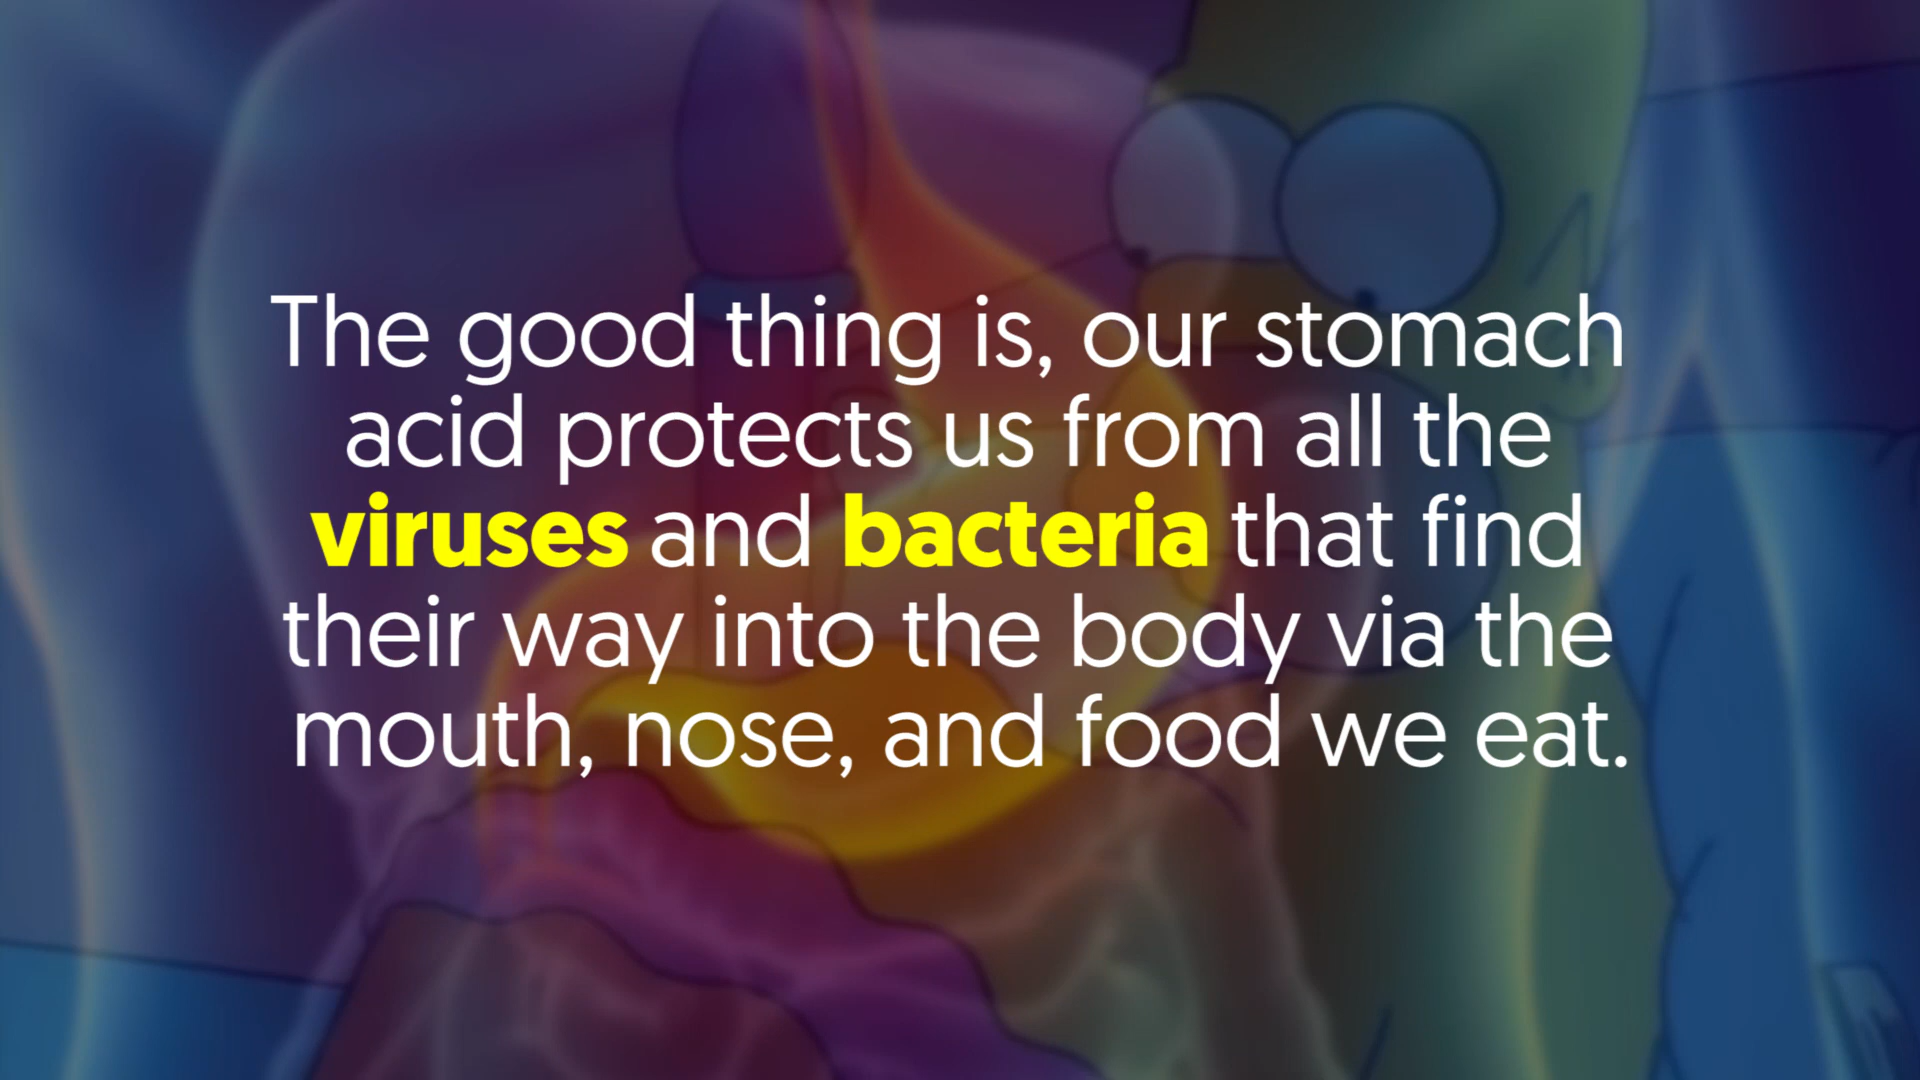 The good thing is, our stomach
acid protects us from all the
viruses and bacteria that find
their way into the body via the
mouth, nose, and food we eat.